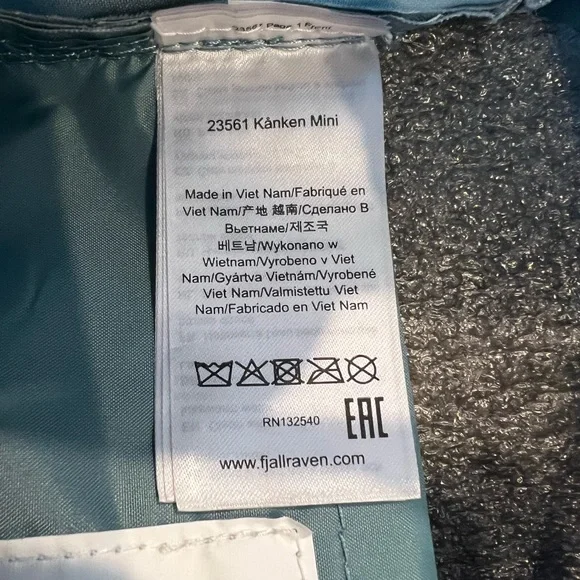 23561 Kånken Mini
Made in Viet Nam/Fabriqué en
Viet Nam/产地 越南/Сделано В
Вьетнаме/제조국
베트남/Wykonano w
Wietnam/Vyrobeno v Viet
Nam/Gyártva Vietnám/Vyrobené
Viet Nam/Valmistettu Viet
Nam/Fabricado en Viet Nam
RN132540
EAC
www.fjallraven.com